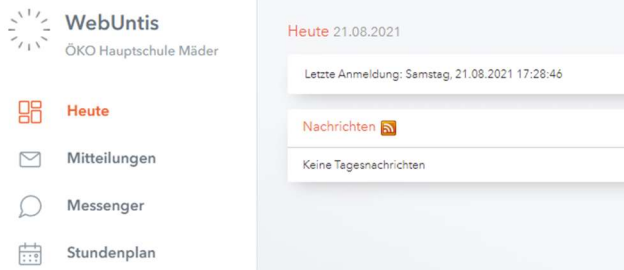 WebUntis
ÖKO Hauptschule Mäder
Heute
Mitteilungen
Messenger
Stundenplan
Heute 21.08.2021
Letzte Anmeldung: Samstag, 21.08.2021 17:28:46
Nachrichten
Keine Tagesnachrichten